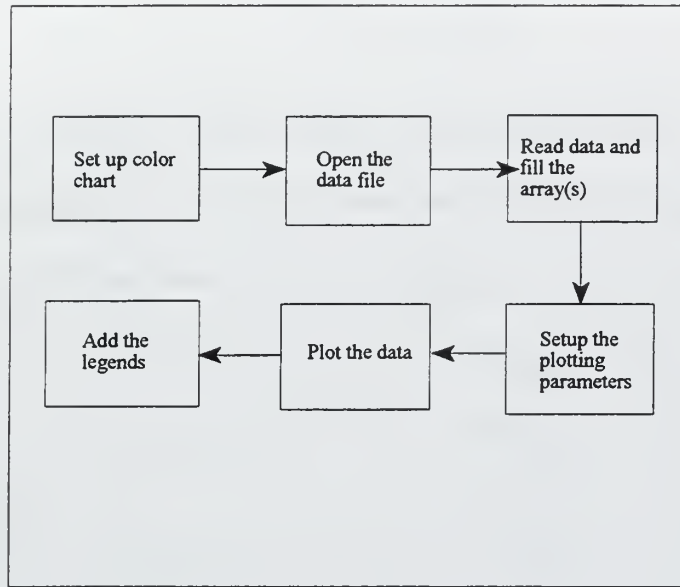 Set up color
chart
Open the
data file
Read data and
fill the
array(s)
Setup the
plotting
parameters
Plot the data
Add the
legends